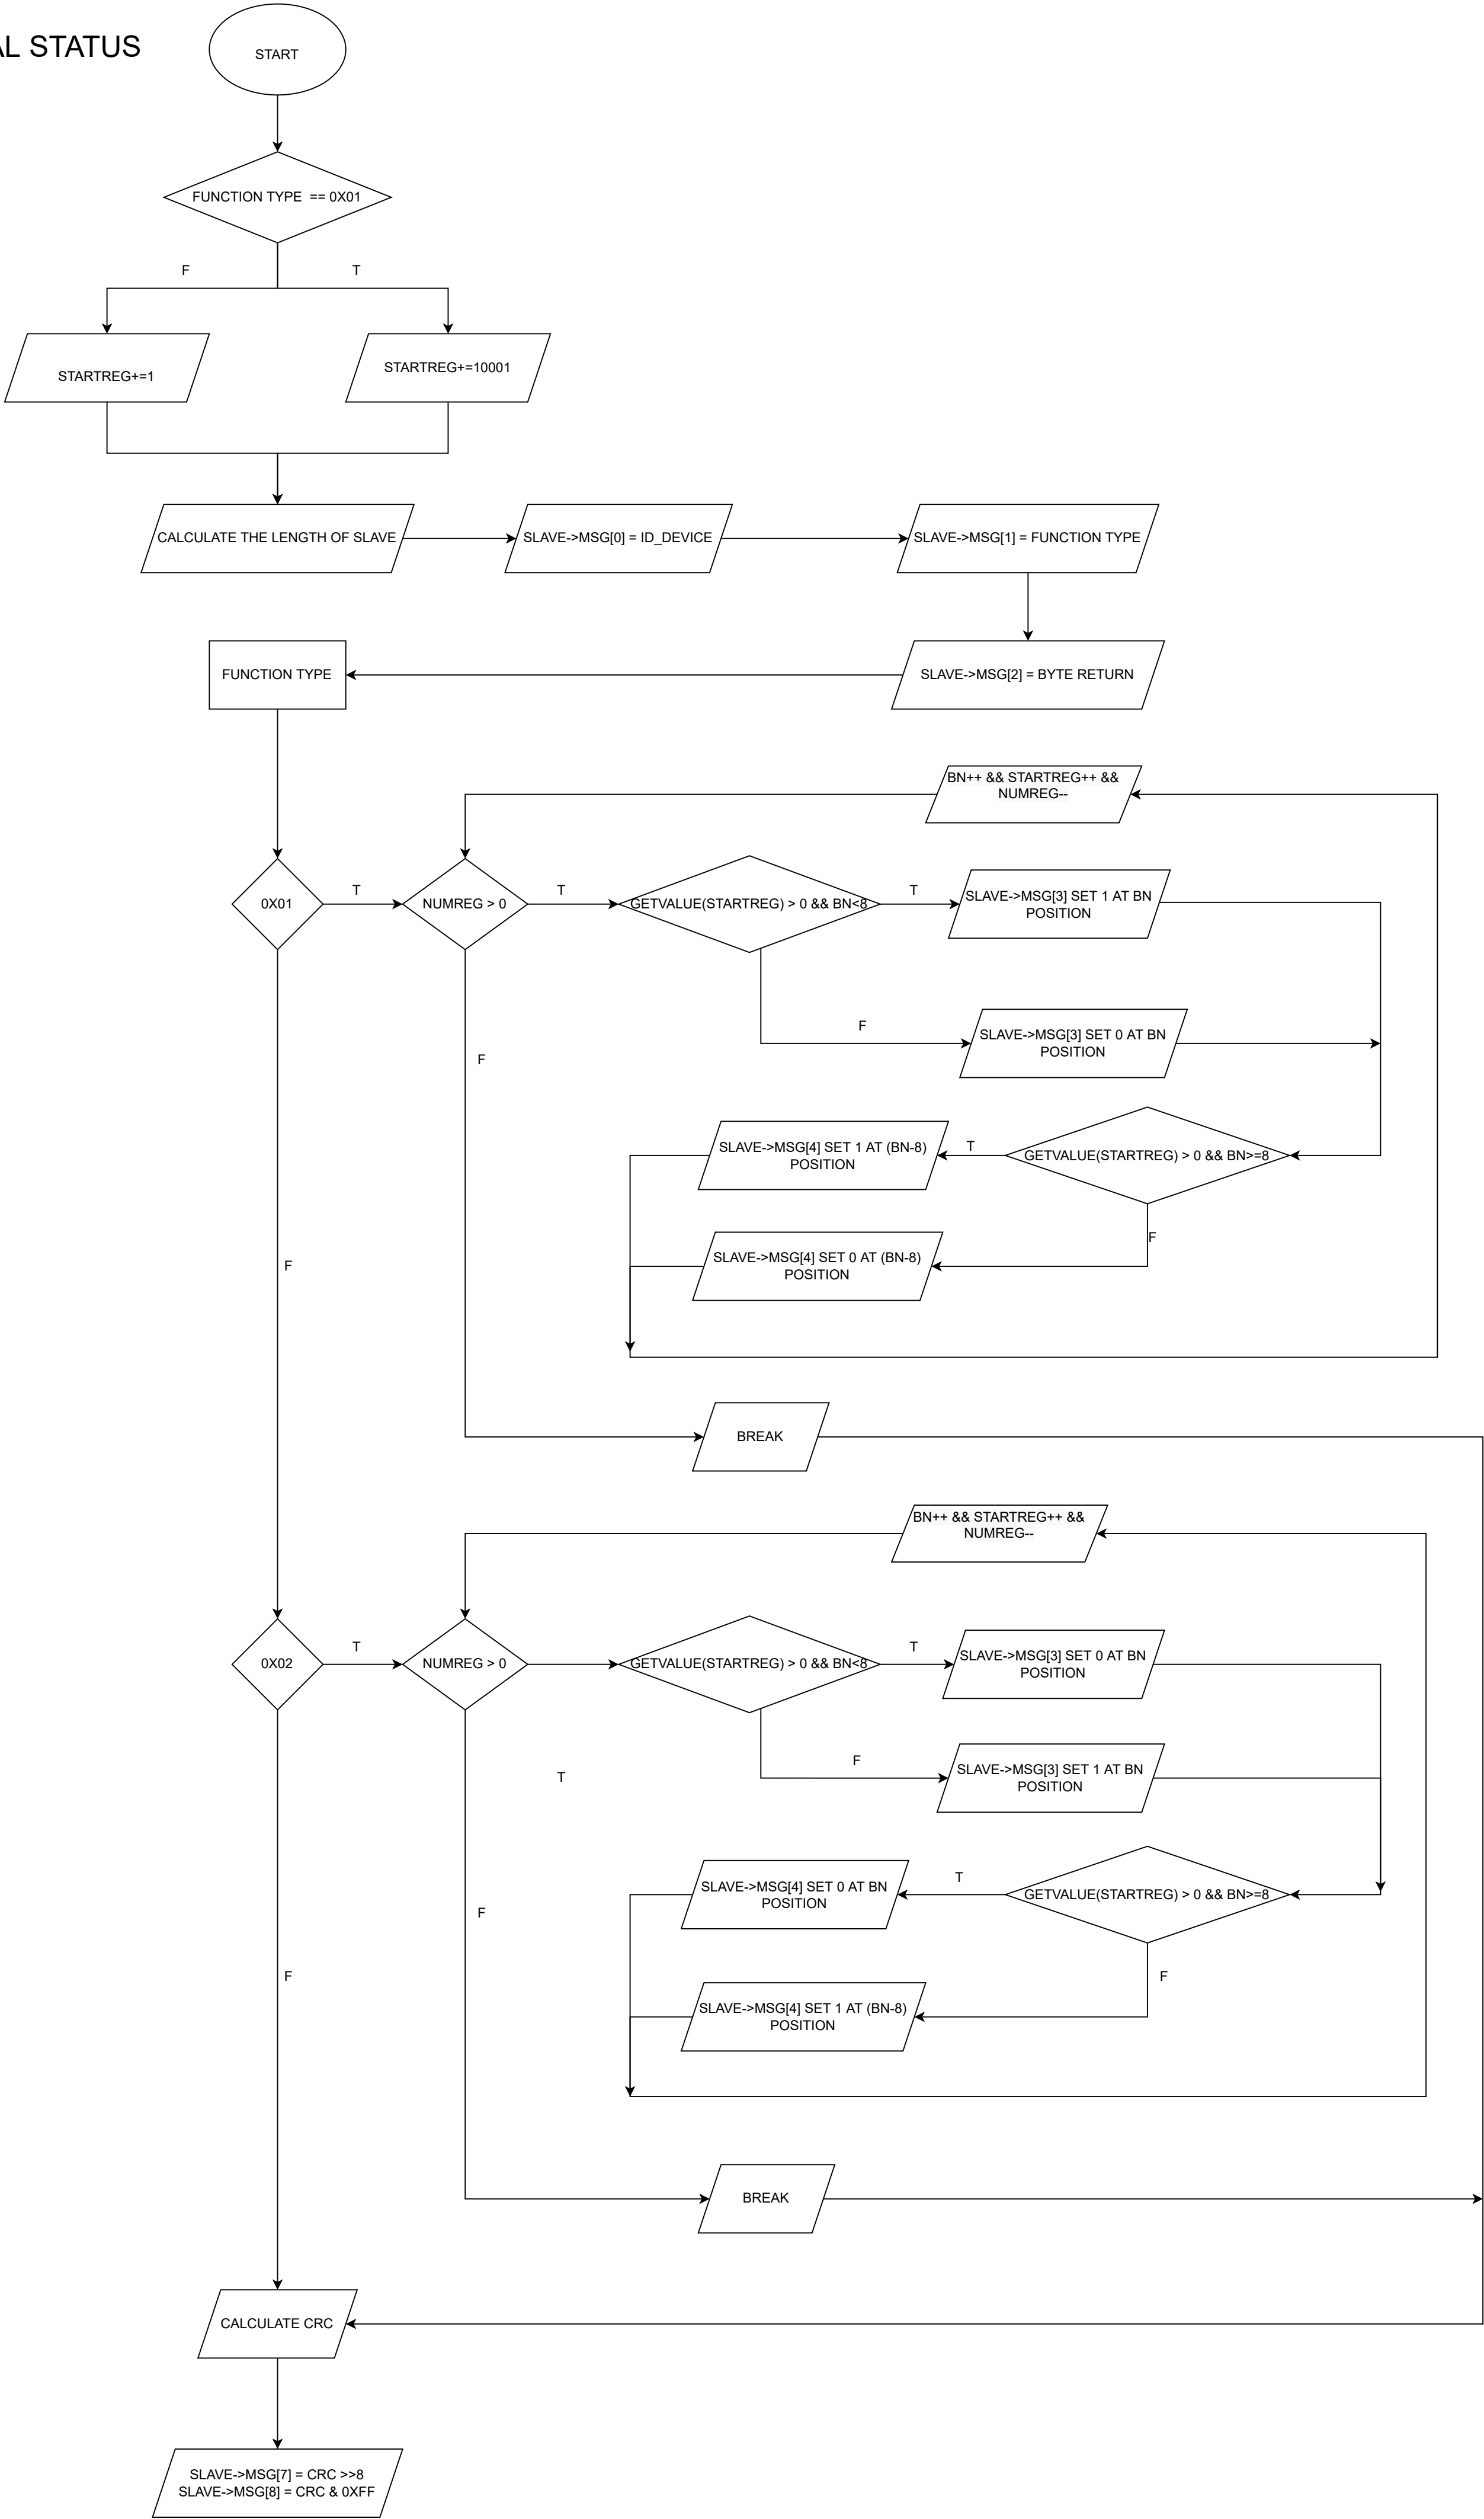 AL STATUS
START
FUNCTION TYPE == 0X01
F
T
STARTREG+=1
STARTREG+=10001
CALCULATE THE LENGTH OF SLAVE
SLAVE->MSG[0] = ID_DEVICE
SLAVE->MSG[1] = FUNCTION TYPE
FUNCTION TYPE
SLAVE->MSG[2] = BYTE RETURN
BN++ && STARTREG++ &&
NUMREG--
0X01
T
NUMREG > 0
T
GETVALUE(STARTREG) > 0 && BN<8
T
SLAVE->MSG[3] SET 1 AT BN
POSITION
F
SLAVE->MSG[3] SET 0 AT BN
POSITION
F
SLAVE->MSG[4] SET 1 AT (BN-8)
POSITION
T
GETVALUE(STARTREG) > 0 && BN>=8
F
SLAVE->MSG[4] SET 0 AT (BN-8)
POSITION
F
BREAK
BN++ && STARTREG++ &&
NUMREG--
0X02
T
NUMREG > 0
GETVALUE(STARTREG) > 0 && BN<8
T
SLAVE->MSG[3] SET 0 AT BN
POSITION
T
F
SLAVE->MSG[3] SET 1 AT BN
POSITION
SLAVE->MSG[4] SET 0 AT BN
POSITION
T
GETVALUE(STARTREG) > 0 && BN>=8
F
F
F
SLAVE->MSG[4] SET 1 AT (BN-8)
POSITION
BREAK
CALCULATE CRC
SLAVE->MSG[7] = CRC >>8
SLAVE->MSG[8] = CRC & 0XFF